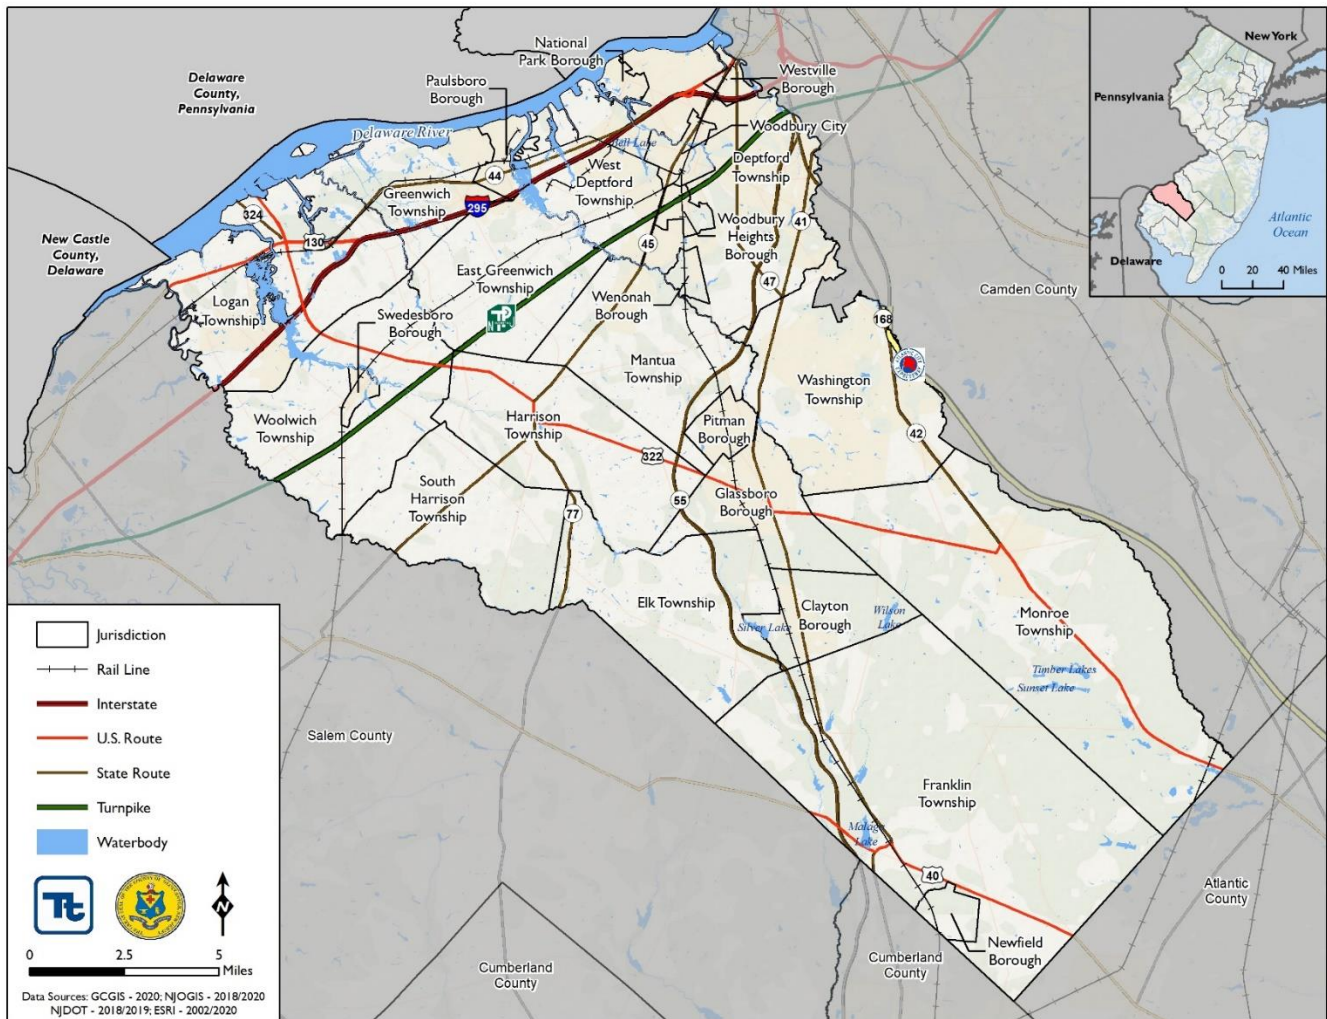 National
Park Borough
Paulsboro
Borough
Delaware
County,
Pennsylvania
Delaware River
Westville
Borough
Woodbury City
Deptford
Township
West
Deptford
Township
44
Greenwich
Township
295
324
130
New Castle
County,
Delaware
Logan
Township
East Greenwich
Township
Swedesboro
Borough
45
41
Woodbury
Heights
Borough
47
Wenonah
Borough
Mantua
Township
168
Washington
Township
Camden County
Woolwich
Township
Harrison
Township
Pitman
Borough
42
322
South
Harrison
Township
77
55
Glassboro
Borough
Elk Township
Silver Lake
Clayton
Borough
Wilson
Lake
Monroe
Township
Timber Lakes
Sunset Lake
Salem County
Franklin
Township
Malaga
Lake
40
Newfield
Borough
Atlantic
County
Cumberland
County
Cumberland
County
New York
Pennsylvania
Delaware
Atlantic
Ocean
0 20 40 Miles
Jurisdiction
Rail Line
Interstate
U.S. Route
State Route
Turnpike
Waterbody
N
0 2.5 5
Miles
Data Sources: GCGIS - 2020; NJOGIS - 2018/2020
NJDOT - 2018/2019; ESRI - 2002/2020